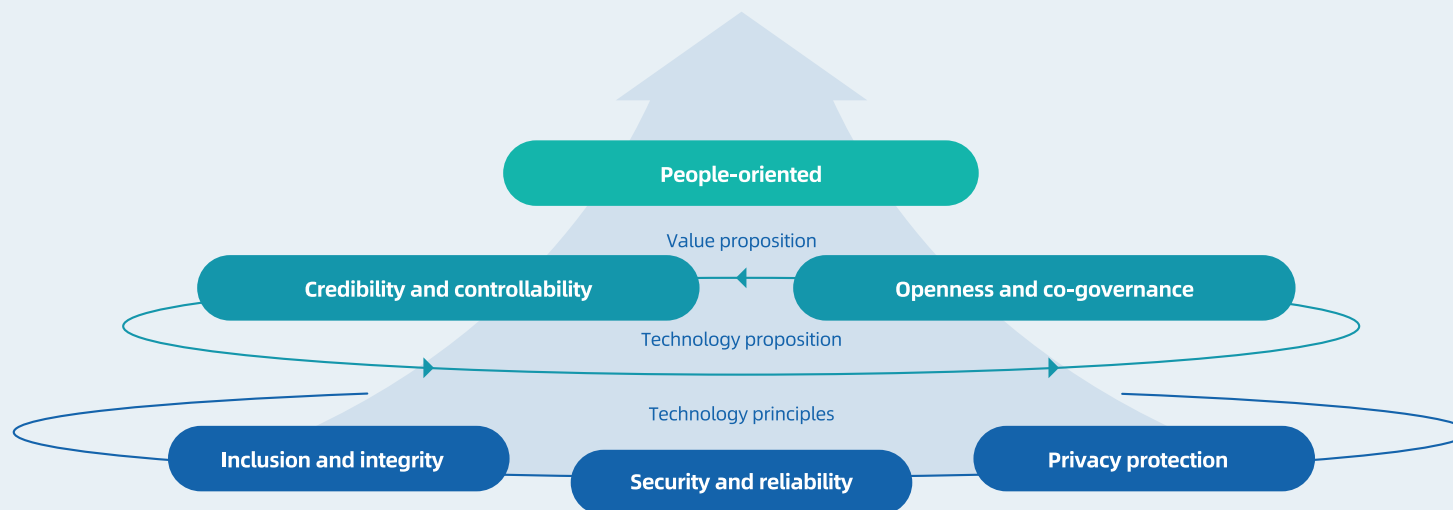 People-oriented
Value proposition
Credibility and controllability
Openness and co-governance
Technology proposition
Technology principles
Inclusion and integrity
Security and reliability
Privacy protection